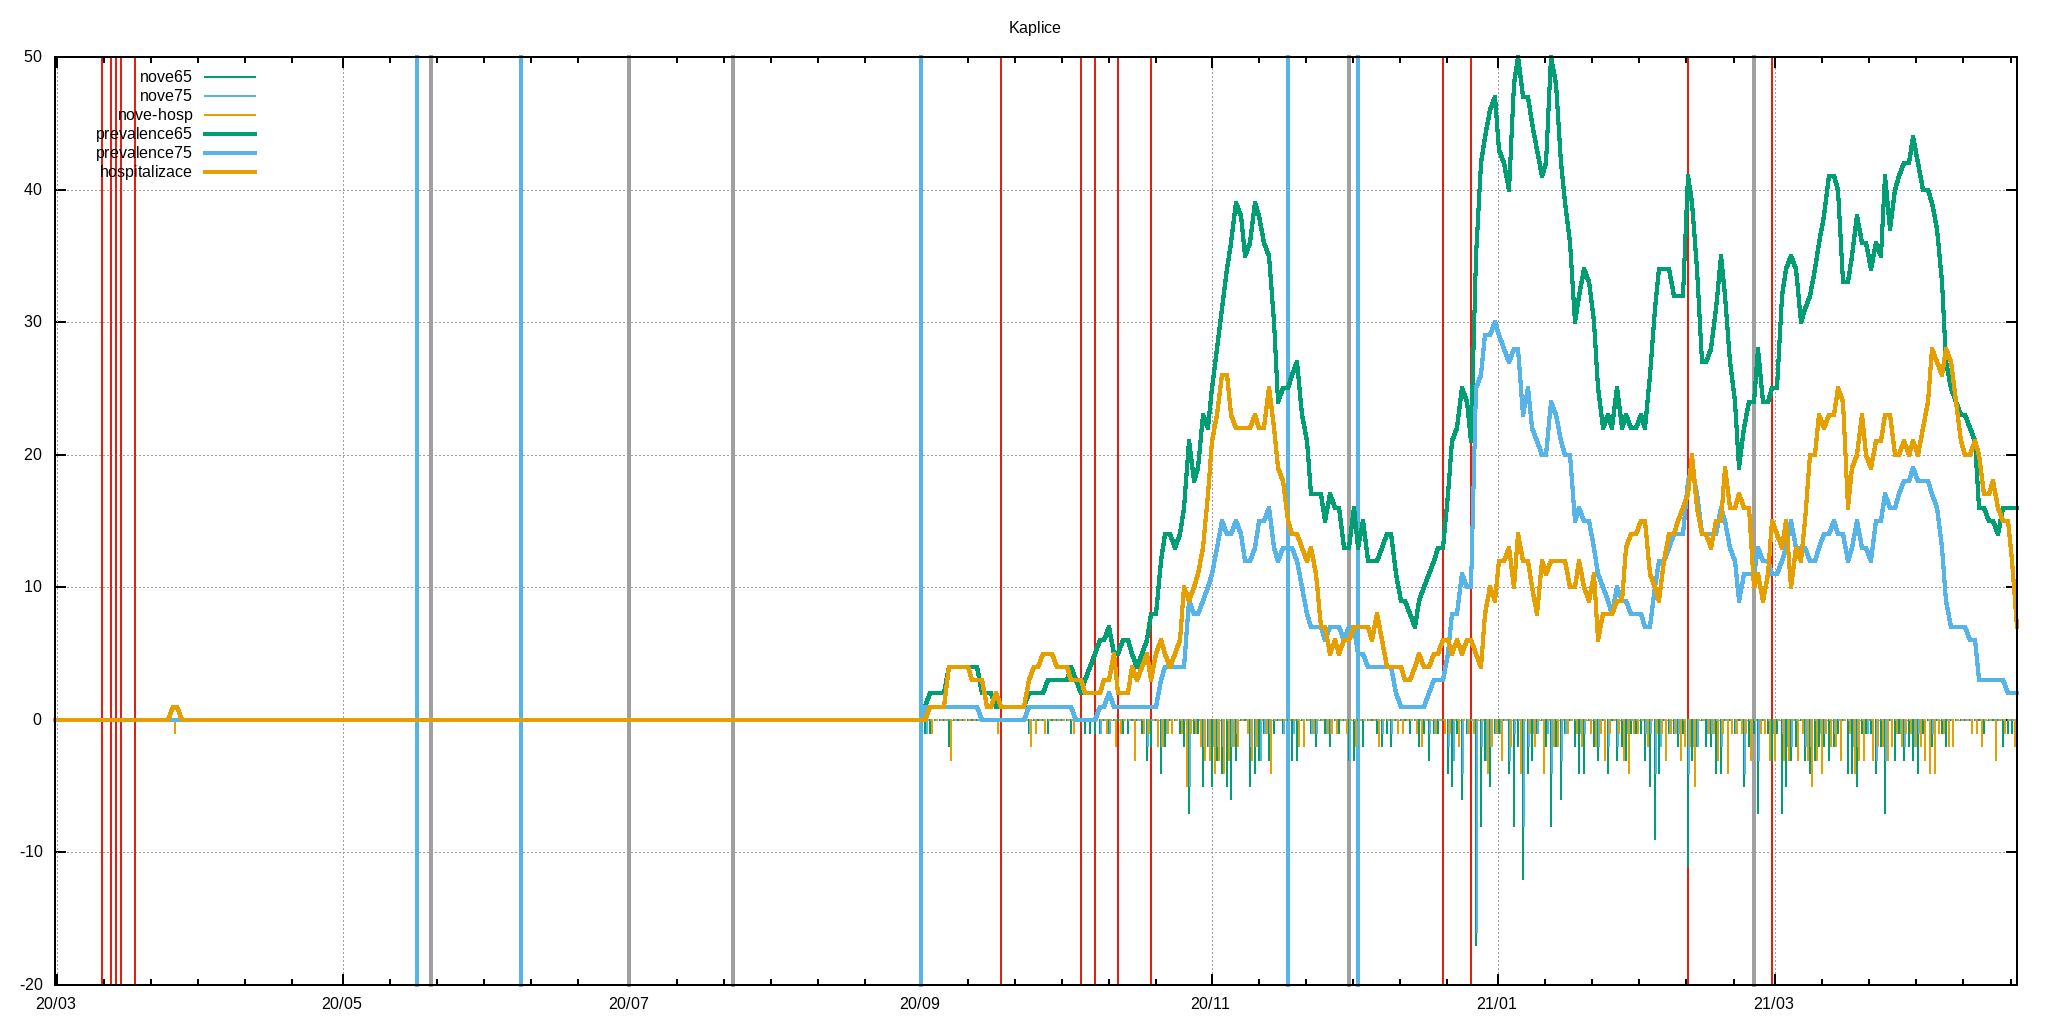 Kaplice
50
nove65
nove75
nove-hosp
prevalence65
prevalence75
hospitalizace
40
30
20
10
0
-10
-20
20/03 20/05 20/07 20/09 20/11 21/01 21/03